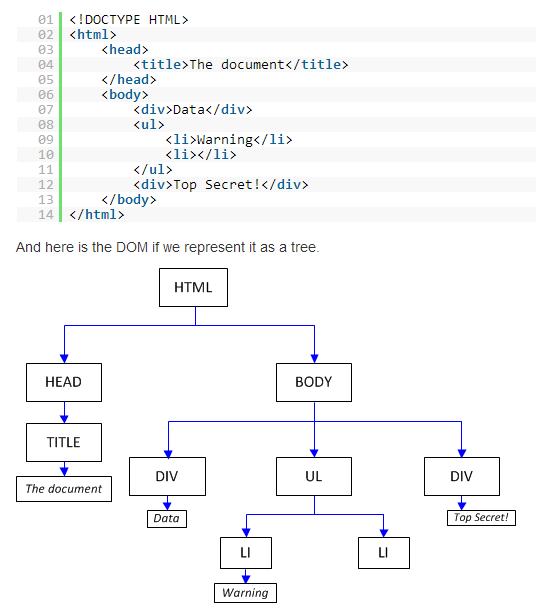 01 <!DOCTYPE HTML>
02 <html>
03     <head>
04         <title>The document</title>
05     </head>
06     <body>
07         <div>Data</div>
08         <ul>
09             <li>Warning</li>
10             <li></li>
11         </ul>
12         <div>Top Secret!</div>
13     </body>
14 </html>
And here is the DOM if we represent it as a tree.
HTML
HEAD BODY
TITLE
DIV UL DIV
The document
Data Top Secret!
LI LI
Warning